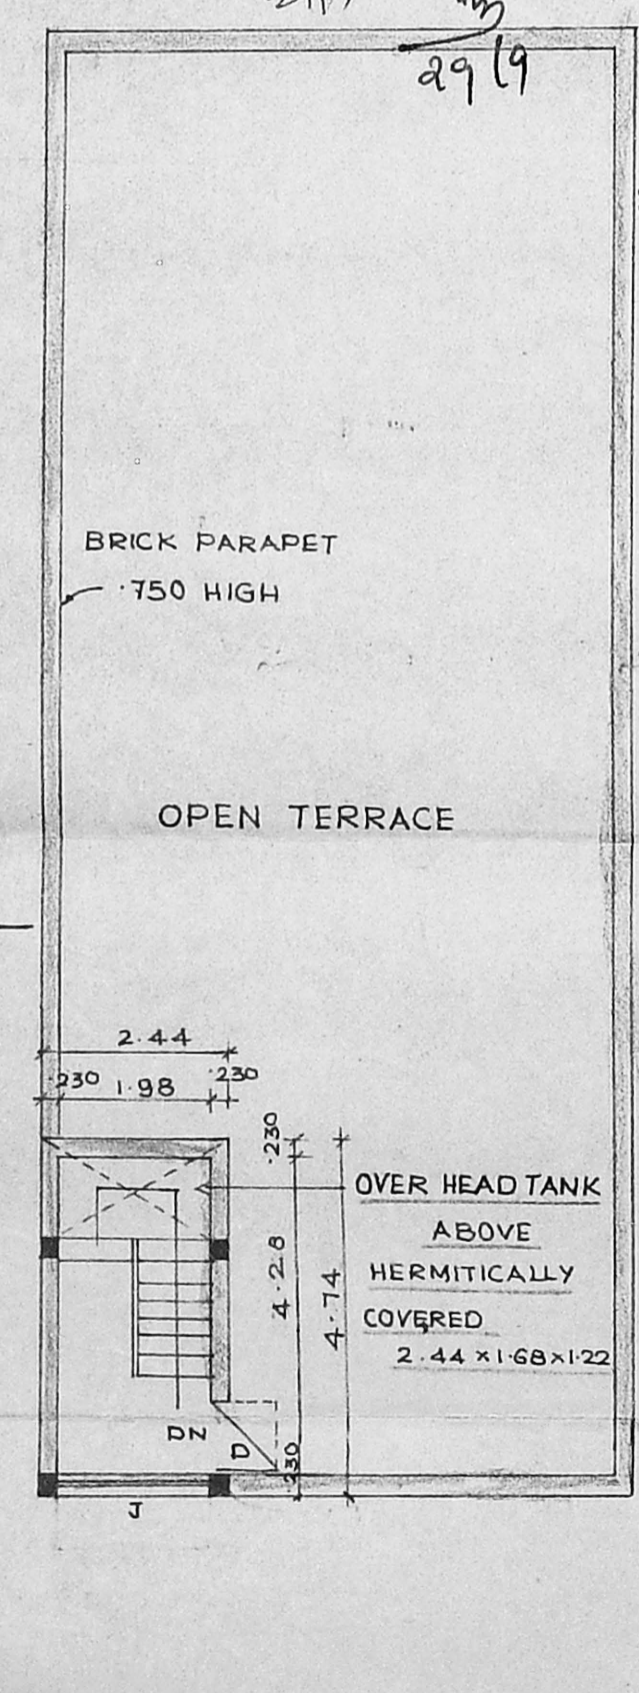 29/9
BRICK PARAPET
·750 HIGH
OPEN TERRACE
2·44
·230 1·98 ·230
·230
OVER HEAD TANK
ABOVE
HERMITICALLY
COVERED
2.44 × 1·68 × 1·22
4·28
4·74
DN
D
·230
J